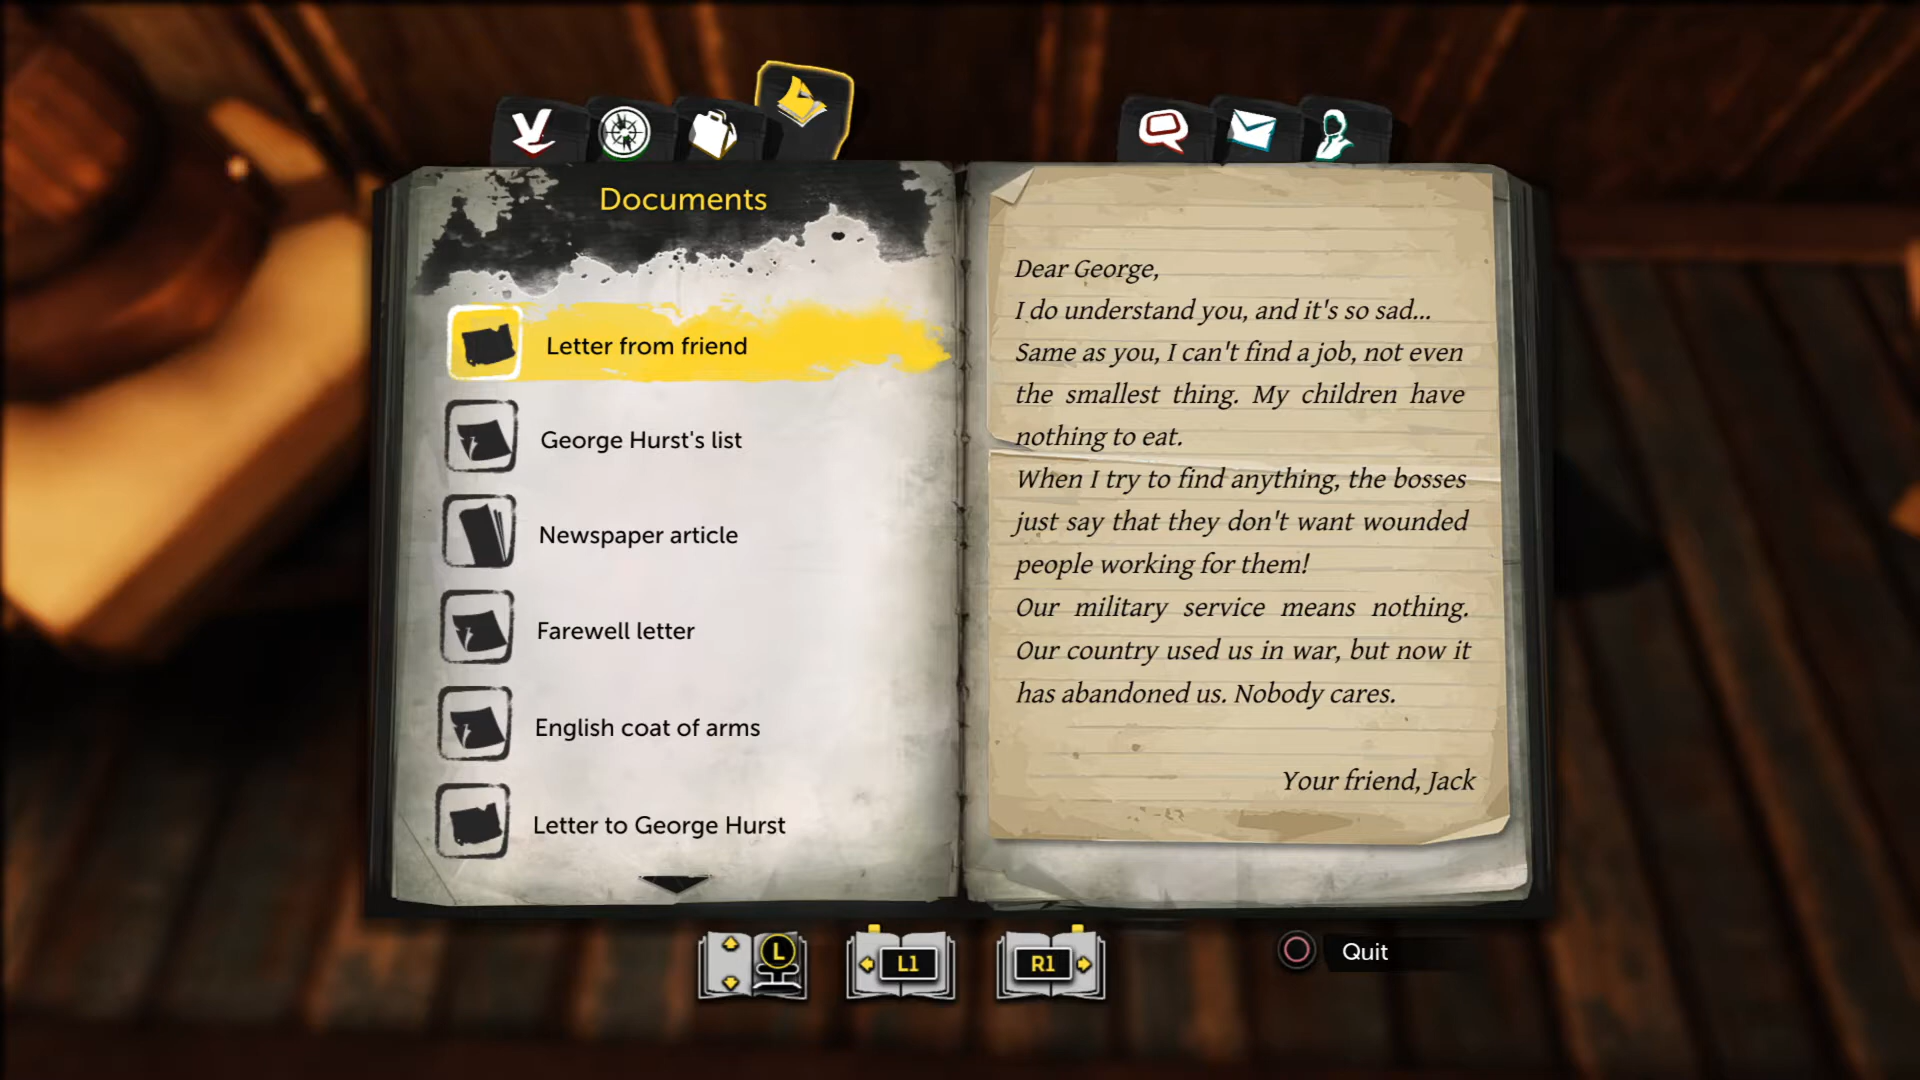 Documents
Letter from friend
George Hurst's list
Newspaper article
Farewell letter
English coat of arms
Letter to George Hurst
Dear George,
I do understand you, and it's so sad...
Same as you, I can't find a job, not even
the smallest thing. My children have
nothing to eat.
When I try to find anything, the bosses
just say that they don't want wounded
people working for them!
Our military service means nothing.
Our country used us in war, but now it
has abandoned us. Nobody cares.
Your friend, Jack
L
L1
R1
Quit